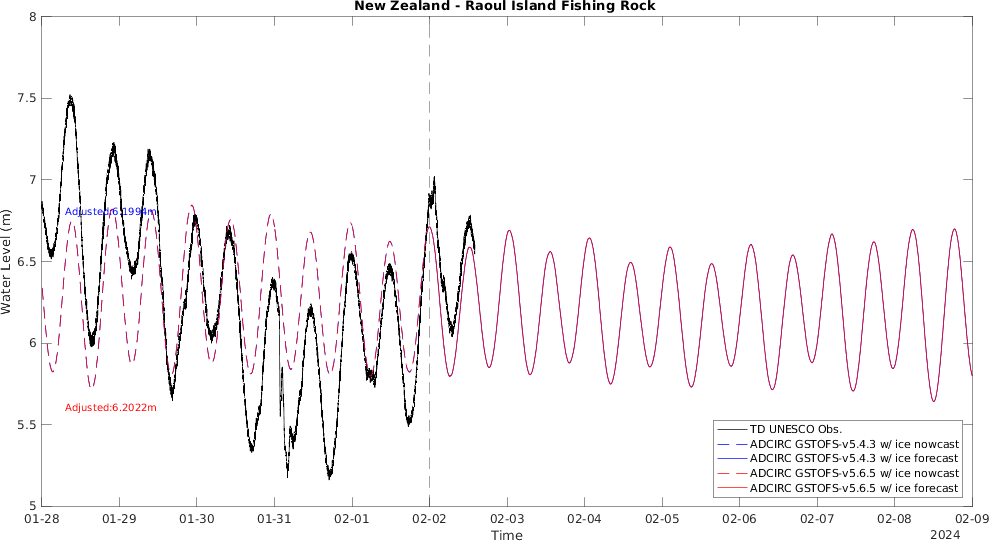 New Zealand - Raoul Island Fishing Rock
8
7.5
7
6.5
6
5.5
5
Water Level (m)
Adjusted:6.1994m
Adjusted:6.2022m
TD UNESCO Obs.
ADCIRC GSTOFS-v5.4.3 w/ ice nowcast
ADCIRC GSTOFS-v5.4.3 w/ ice forecast
ADCIRC GSTOFS-v5.6.5 w/ ice nowcast
ADCIRC GSTOFS-v5.6.5 w/ ice forecast
01-28 01-29 01-30 01-31 02-01 02-02 02-03 02-04 02-05 02-06 02-07 02-08 02-09
Time
2024